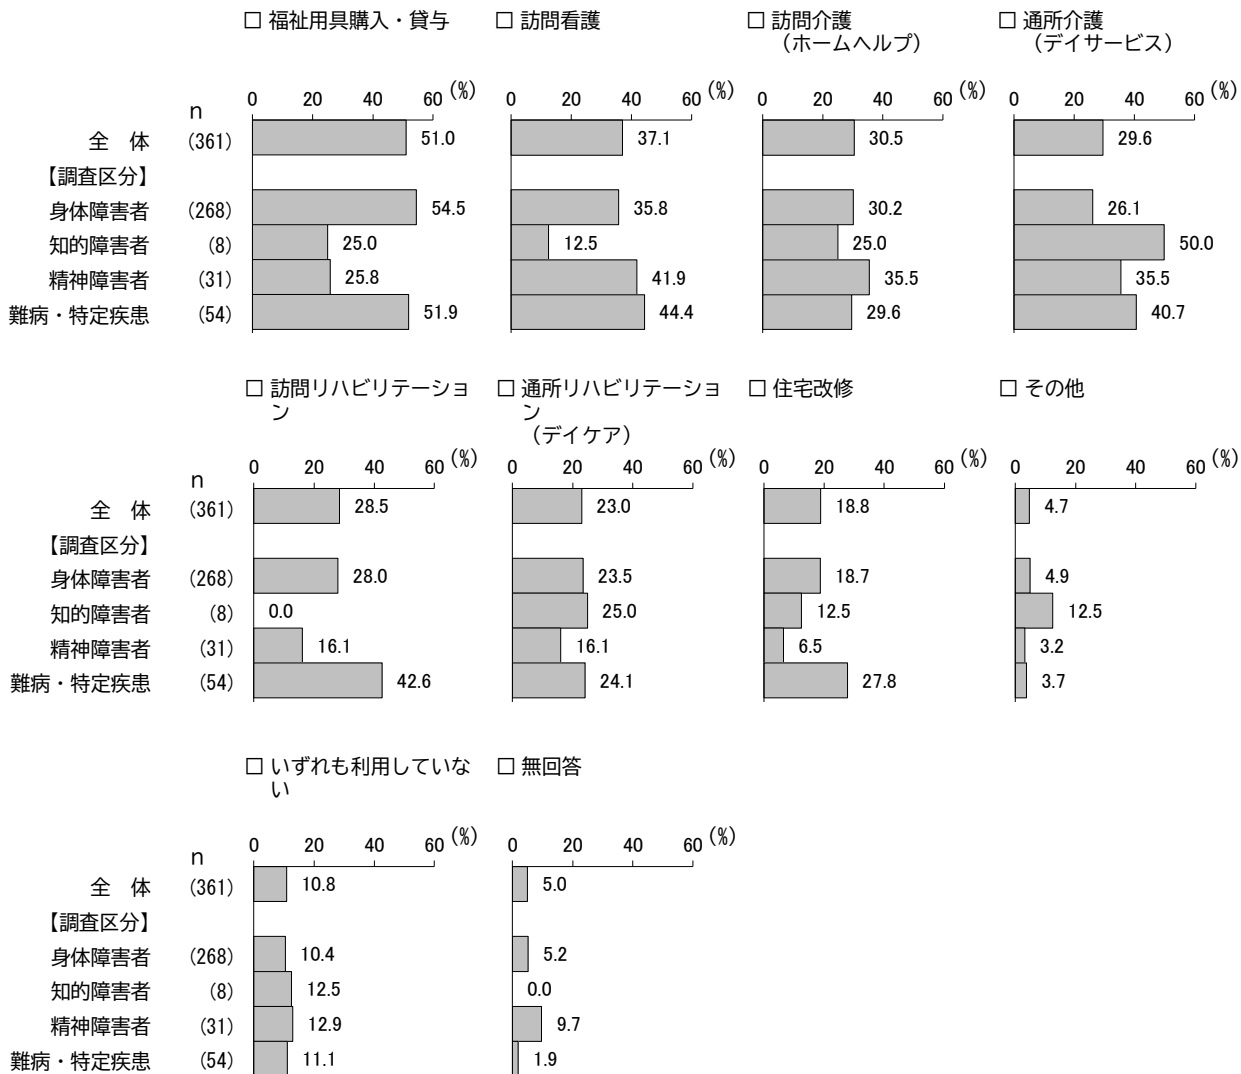 □ 福祉用具購入・貸与 □ 訪問看護 □ 訪問介護 □ 通所介護
（ホームヘルプ） （デイサービス）
n 0 20 40 60 (%) 0 20 40 60 (%) 0 20 40 60 (%) 0 20 40 60 (%)
全　体 (361) 51.0 37.1 30.5 29.6
【調査区分】
身体障害者 (268) 54.5 35.8 30.2 26.1
知的障害者 (8) 25.0 12.5 25.0 50.0
精神障害者 (31) 25.8 41.9 35.5 35.5
難病・特定疾患 (54) 51.9 44.4 29.6 40.7
□ 訪問リハビリテーショ □ 通所リハビリテーショ □ 住宅改修 □ その他
ン ン
（デイケア）
n 0 20 40 60 (%) 0 20 40 60 (%) 0 20 40 60 (%) 0 20 40 60 (%)
全　体 (361) 28.5 23.0 18.8 4.7
【調査区分】
身体障害者 (268) 28.0 23.5 18.7 4.9
知的障害者 (8) 0.0 25.0 12.5 12.5
精神障害者 (31) 16.1 16.1 6.5 3.2
難病・特定疾患 (54) 42.6 24.1 27.8 3.7
□ いずれも利用していな □ 無回答
い
n 0 20 40 60 (%) 0 20 40 60 (%)
全　体 (361) 10.8 5.0
【調査区分】
身体障害者 (268) 10.4 5.2
知的障害者 (8) 12.5 0.0
精神障害者 (31) 12.9 9.7
難病・特定疾患 (54) 11.1 1.9